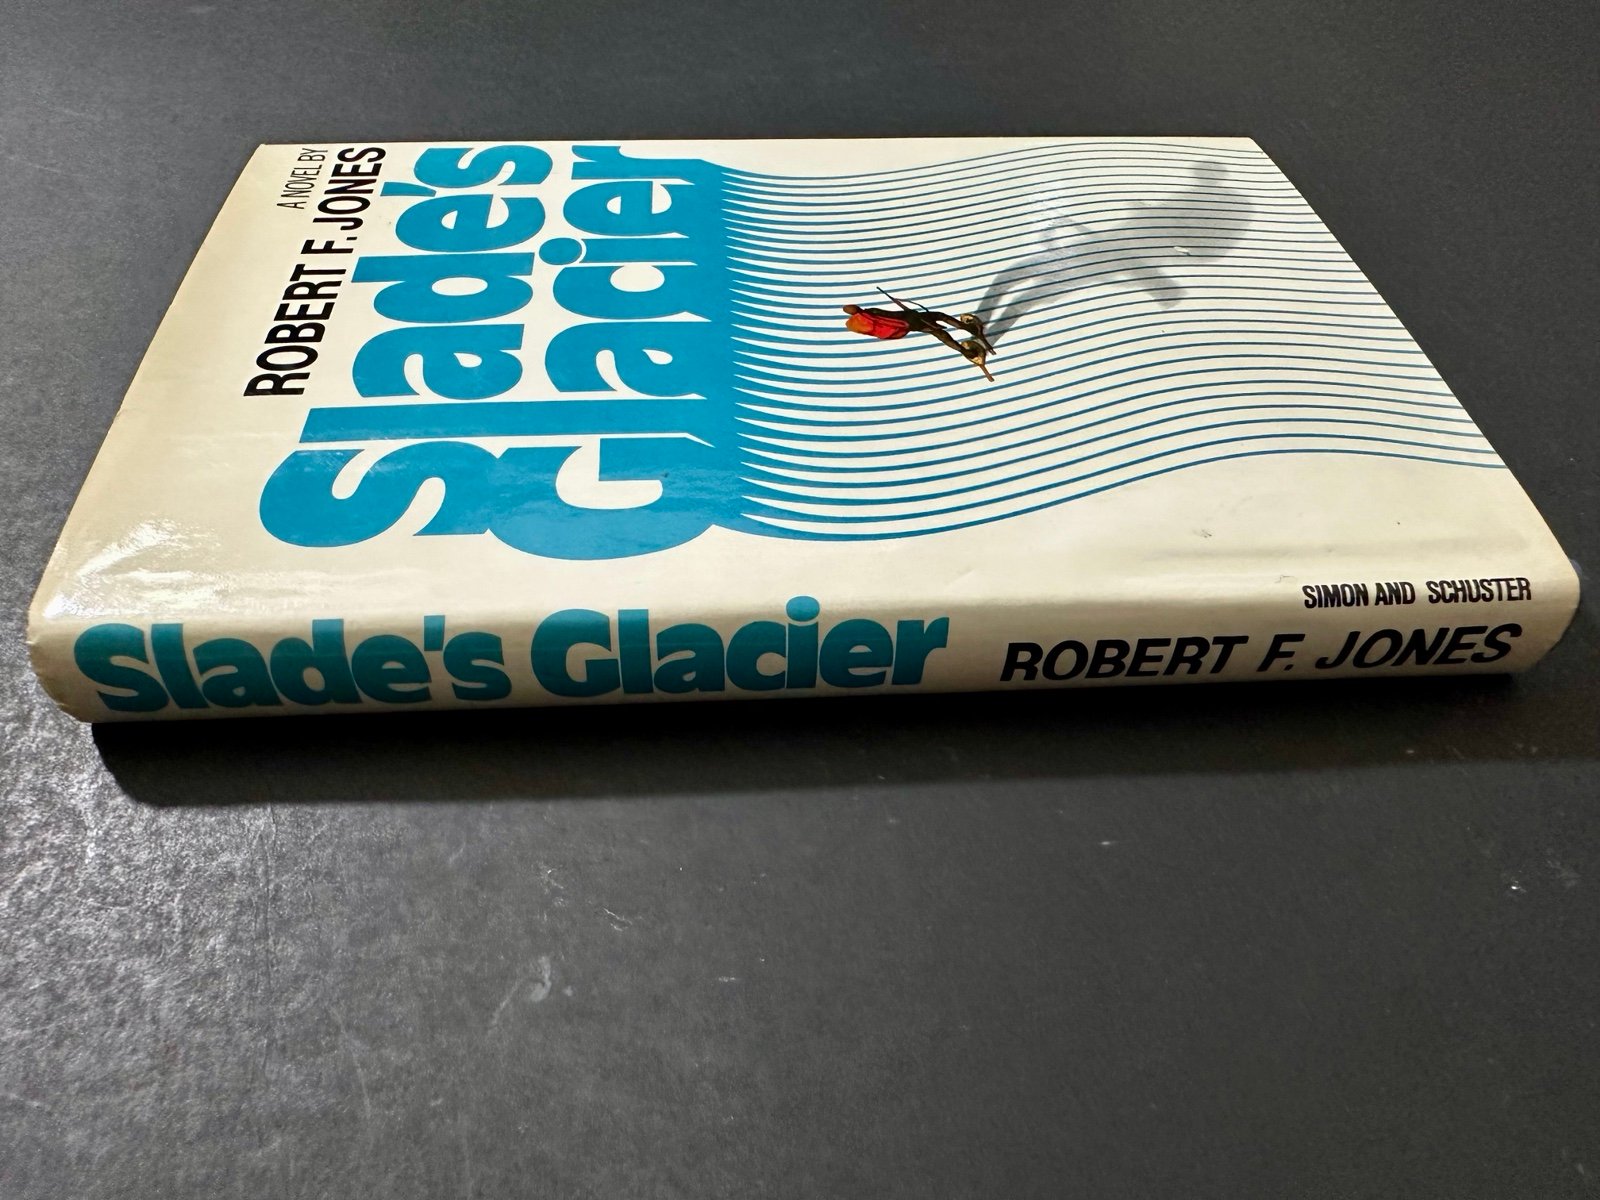 A NOVEL BY
ROBERT F. JONES
Slade's
Glacier
Slade's Glacier
ROBERT F. JONES
SIMON AND SCHUSTER